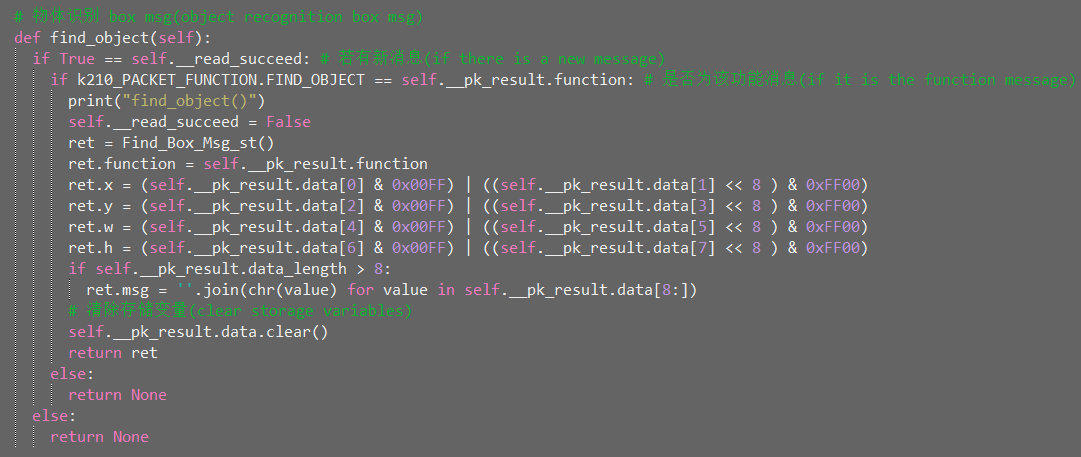 # 物体识别 box msg(object recognition box msg)
def find_object(self):
if True == self.__read_succeed: # 若有新消息(if there is a new message)
if k210_PACKET_FUNCTION.FIND_OBJECT == self.__pk_result.function: # 是否为该功能消息(if it is the function message)
print("find_object()")
self.__read_succeed = False
ret = Find_Box_Msg_st()
ret.function = self.__pk_result.function
ret.x = (self.__pk_result.data[0] & 0x00FF) | ((self.__pk_result.data[1] << 8 ) & 0xFF00)
ret.y = (self.__pk_result.data[2] & 0x00FF) | ((self.__pk_result.data[3] << 8 ) & 0xFF00)
ret.w = (self.__pk_result.data[4] & 0x00FF) | ((self.__pk_result.data[5] << 8 ) & 0xFF00)
ret.h = (self.__pk_result.data[6] & 0x00FF) | ((self.__pk_result.data[7] << 8 ) & 0xFF00)
if self.__pk_result.data_length > 8:
ret.msg = ''.join(chr(value) for value in self.__pk_result.data[8:])
# 清除存储变量(clear storage variables)
self.__pk_result.data.clear()
return ret
else:
return None
else:
return None